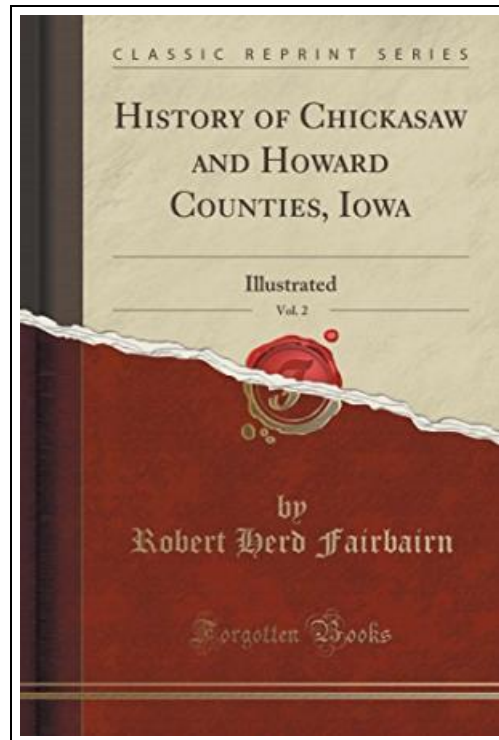 CLASSIC REPRINT SERIES
HISTORY OF CHICKASAW
AND HOWARD
COUNTIES, IOWA
Illustrated
Vol. 2
by
Robert Herd Fairbairn
Forgotten Books